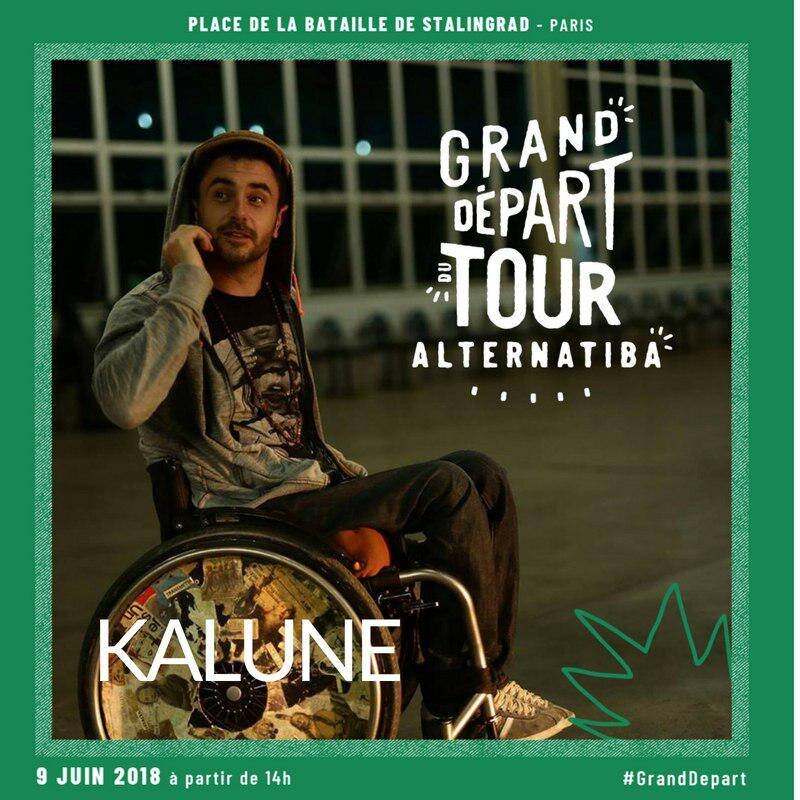 PLACE DE LA BATAILLE DE STALINGRAD - PARIS
GRAND
DÉPART
DU TOUR
ALTERNATIBA
KALUNE
9 JUIN 2018 à partir de 14h
#GrandDepart